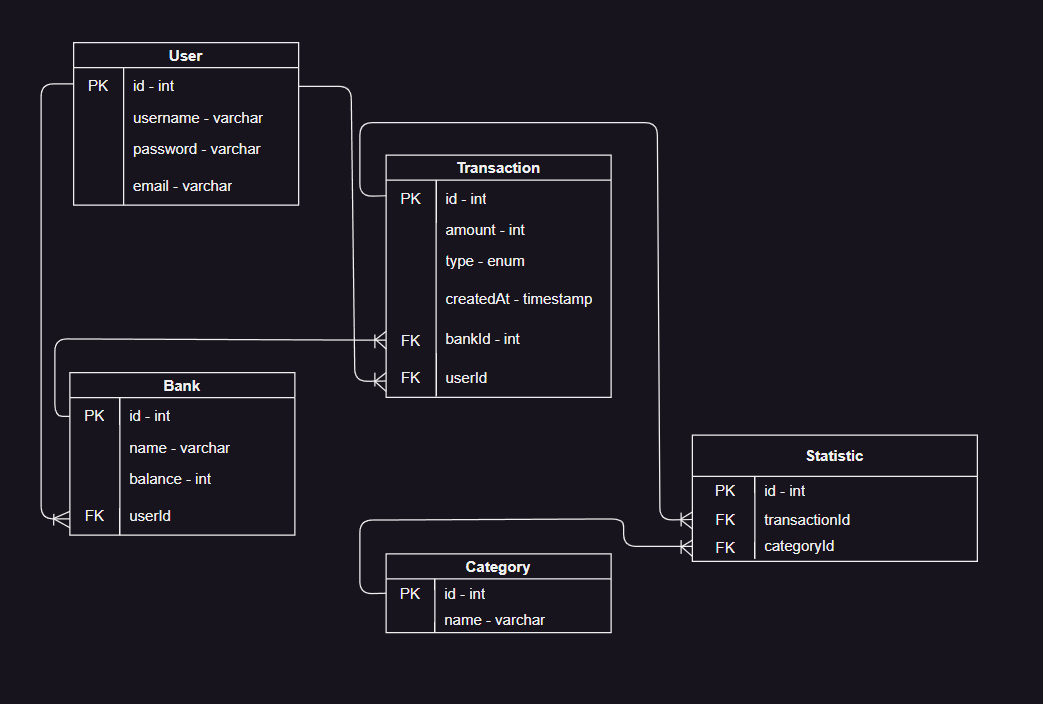 User
PK id - int
username - varchar
password - varchar
email - varchar
Transaction
PK id - int
amount - int
type - enum
createdAt - timestamp
FK bankId - int
FK userId
Bank
PK id - int
name - varchar
balance - int
FK userId
Statistic
PK id - int
FK transactionId
FK categoryId
Category
PK id - int
name - varchar